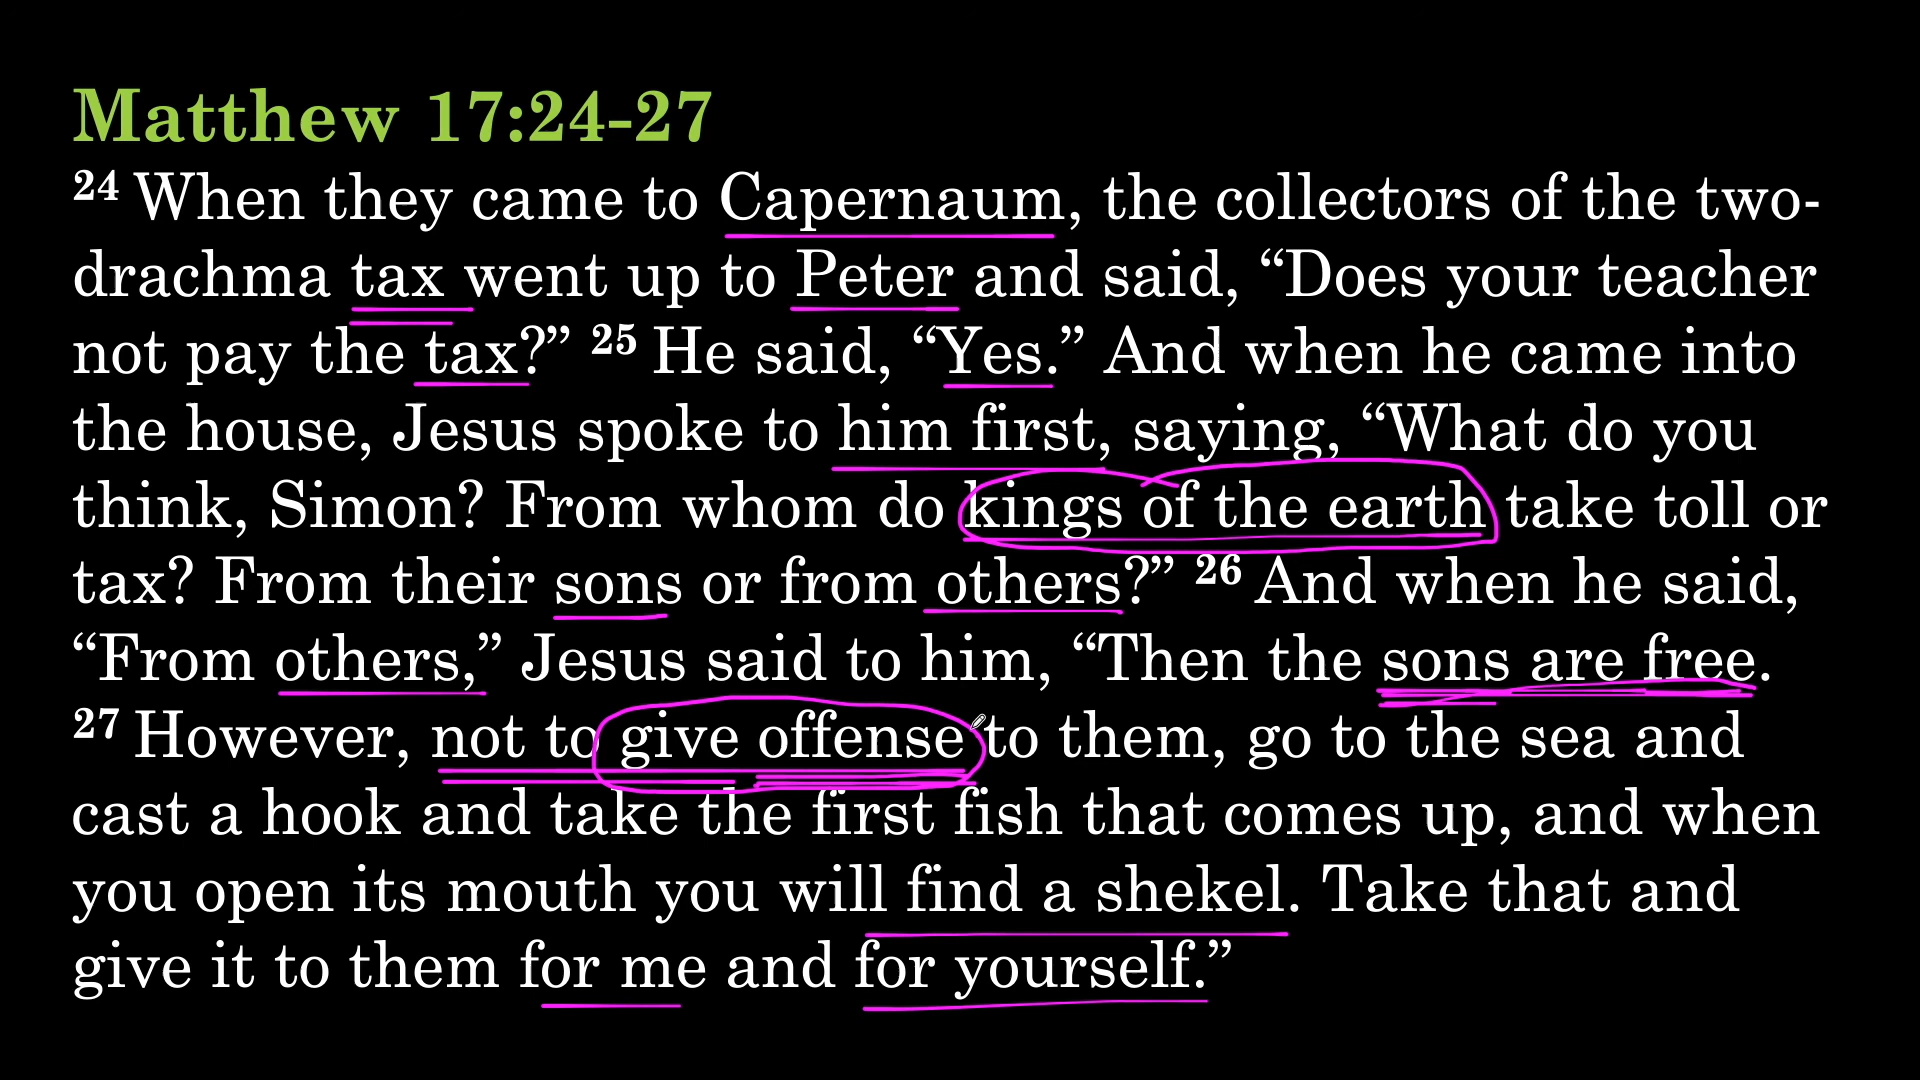 Matthew 17:24-27
24 When they came to Capernaum, the collectors of the two-
drachma tax went up to Peter and said, “Does your teacher
not pay the tax?” 25 He said, “Yes.” And when he came into
the house, Jesus spoke to him first, saying, “What do you
think, Simon? From whom do kings of the earth take toll or
tax? From their sons or from others?” 26 And when he said,
“From others,” Jesus said to him, “Then the sons are free.
27 However, not to give offense to them, go to the sea and
cast a hook and take the first fish that comes up, and when
you open its mouth you will find a shekel. Take that and
give it to them for me and for yourself.”